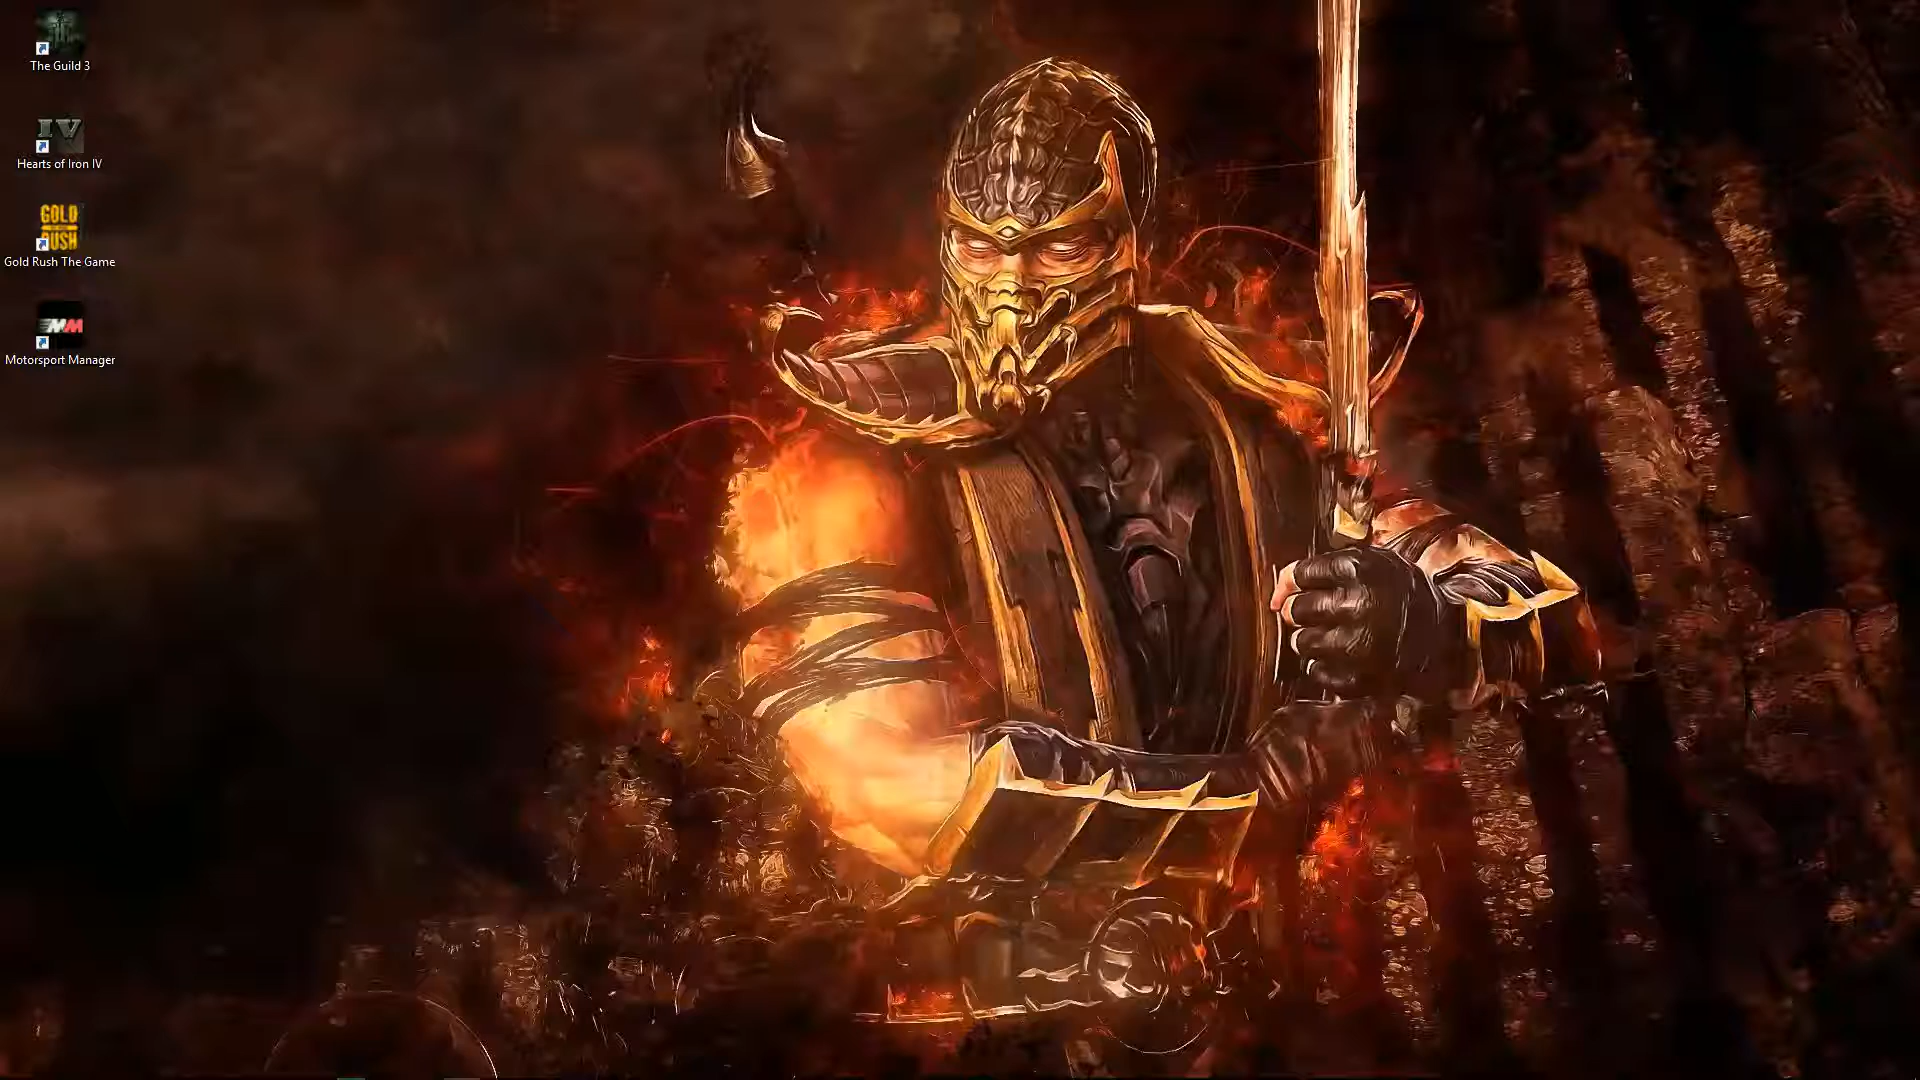 The Guild 3
IV
Hearts of Iron IV
GOLD
RUSH
Gold Rush The Game
MM
Motorsport Manager